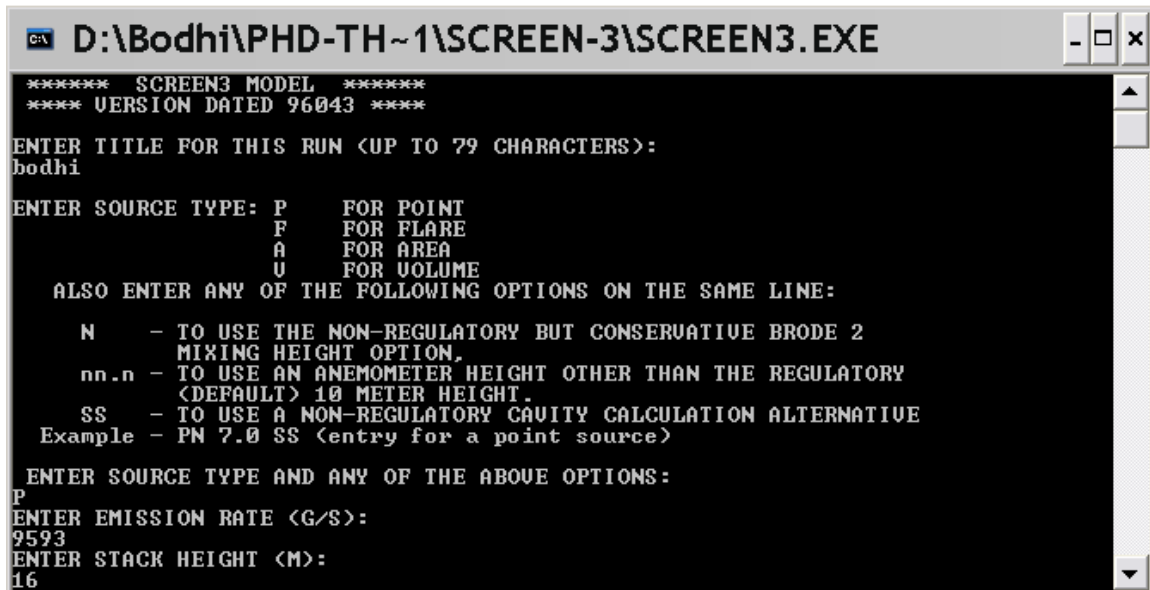 D:\Bodhi\PHD-TH~1\SCREEN-3\SCREEN3.EXE
****** SCREEN3 MODEL ******
**** VERSION DATED 96043 ****
ENTER TITLE FOR THIS RUN (UP TO 79 CHARACTERS):
bodhi
ENTER SOURCE TYPE: P FOR POINT
F FOR FLARE
A FOR AREA
V FOR VOLUME
ALSO ENTER ANY OF THE FOLLOWING OPTIONS ON THE SAME LINE:
N - TO USE THE NON-REGULATORY BUT CONSERVATIVE BRODE 2
MIXING HEIGHT OPTION,
nn.n - TO USE AN ANEMOMETER HEIGHT OTHER THAN THE REGULATORY
(DEFAULT) 10 METER HEIGHT.
SS - TO USE A NON-REGULATORY CAVITY CALCULATION ALTERNATIVE
Example - PN 7.0 SS (entry for a point source)
ENTER SOURCE TYPE AND ANY OF THE ABOVE OPTIONS:
P
ENTER EMISSION RATE (G/S):
9593
ENTER STACK HEIGHT (M):
16